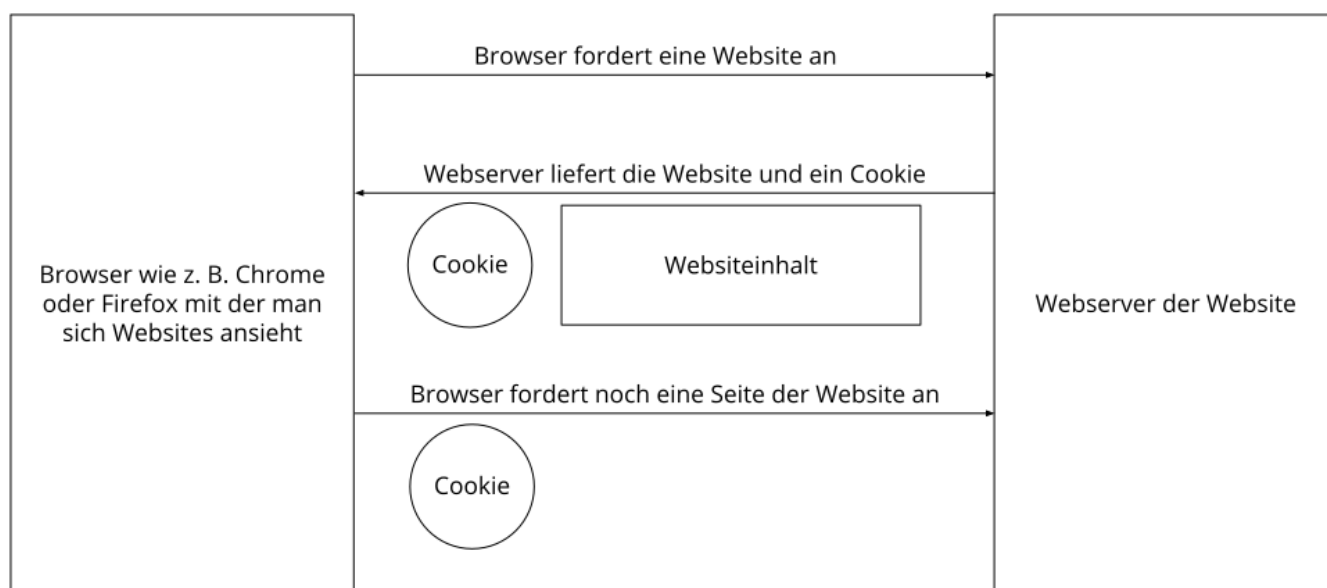 Browser fordert eine Website an
Webserver liefert die Website und ein Cookie
Cookie
Websiteinhalt
Browser wie z. B. Chrome
oder Firefox mit der man
sich Websites ansieht
Webserver der Website
Browser fordert noch eine Seite der Website an
Cookie